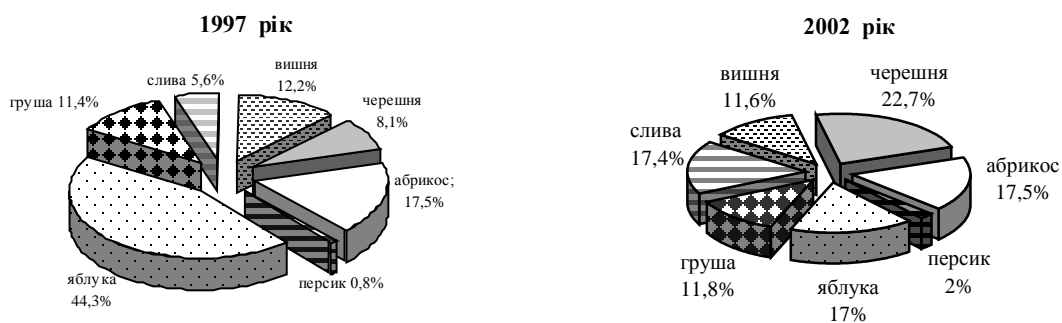 1997 рік
слива 5,6%
вишня
12,2%
груша 11,4%
черешня
8,1%
абрикос;
17,5%
яблука
44,3%
персик 0,8%
2002 рік
вишня
11,6%
черешня
22,7%
слива
17,4%
абрикос
17,5%
груша
11,8%
яблука
17%
персик
2%